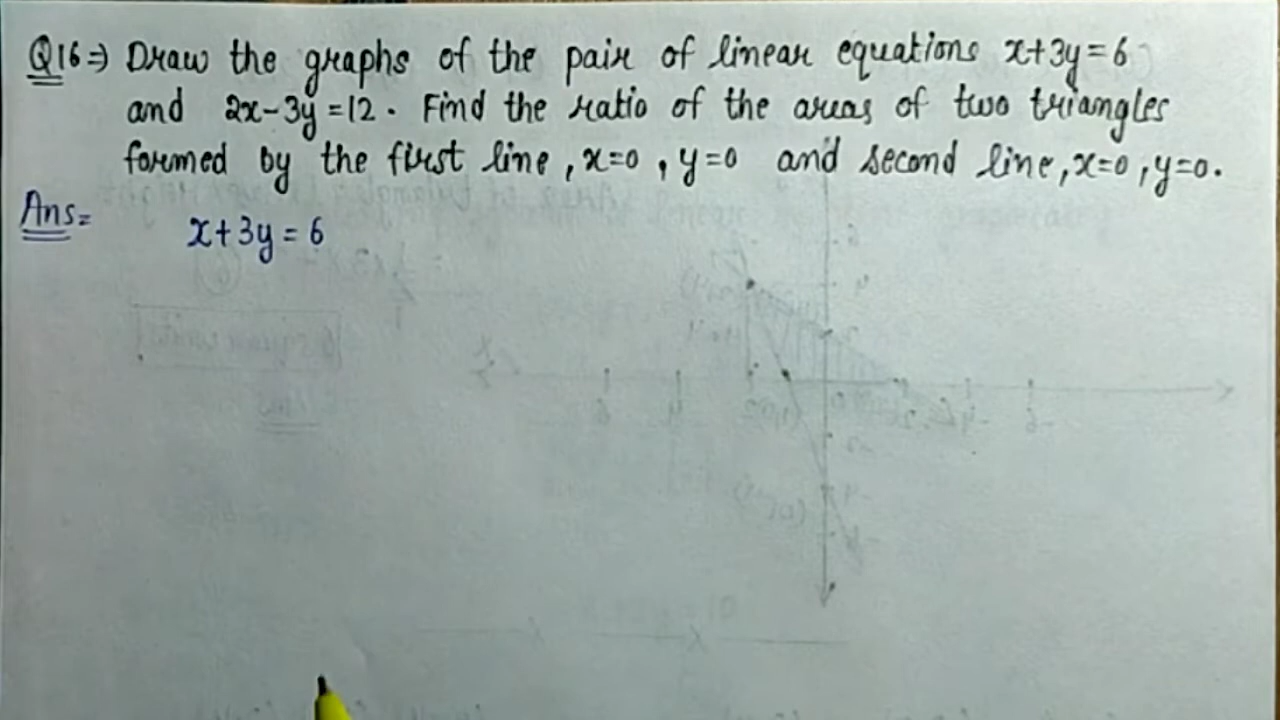 Q16⇒ Draw the graphs of the pair of linear equations x+3y=6
and 2x-3y=12. Find the ratio of the areas of two triangles
formed by the first line, x=0, y=0 and second line, x=0, y=0.
Ans=
x+3y=6